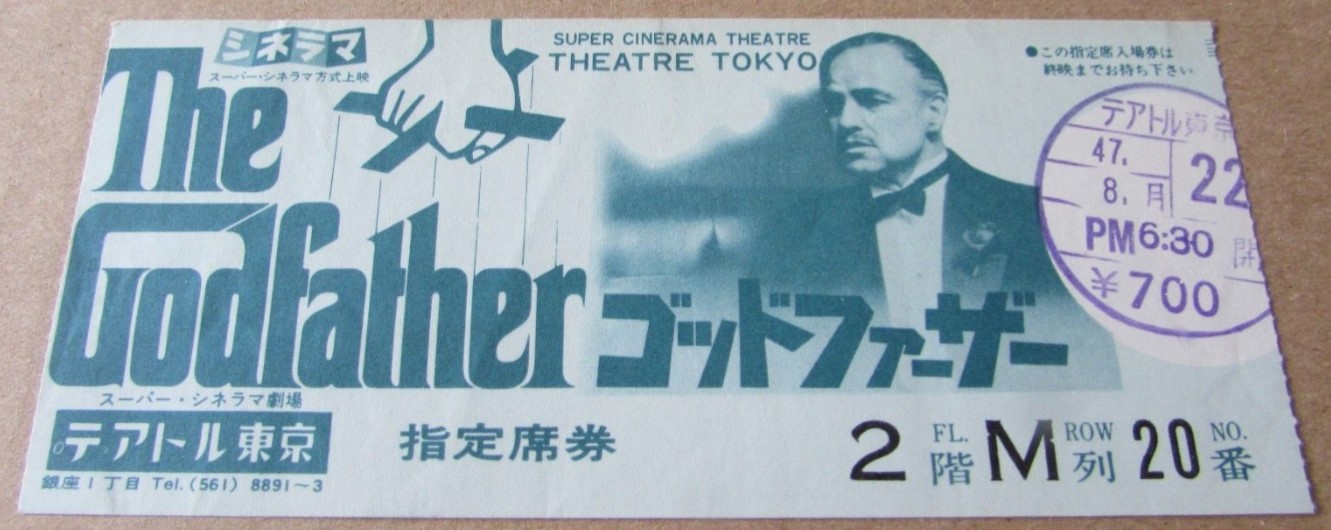 シネラマ
スーパー・シネラマ方式上映
The
Godfather
SUPER CINERAMA THEATRE
THEATRE TOKYO
●この指定席入場券は
終映までお持ち下さい
テアトル東京
47.
8.月 22
PM 6:30 開
¥700
ゴッドファーザー
スーパー・シネラマ劇場
テアトル東京
銀座1丁目 Tel.(561) 8891～3
指定席券
2 FL. 階 M ROW 列 20 NO. 番